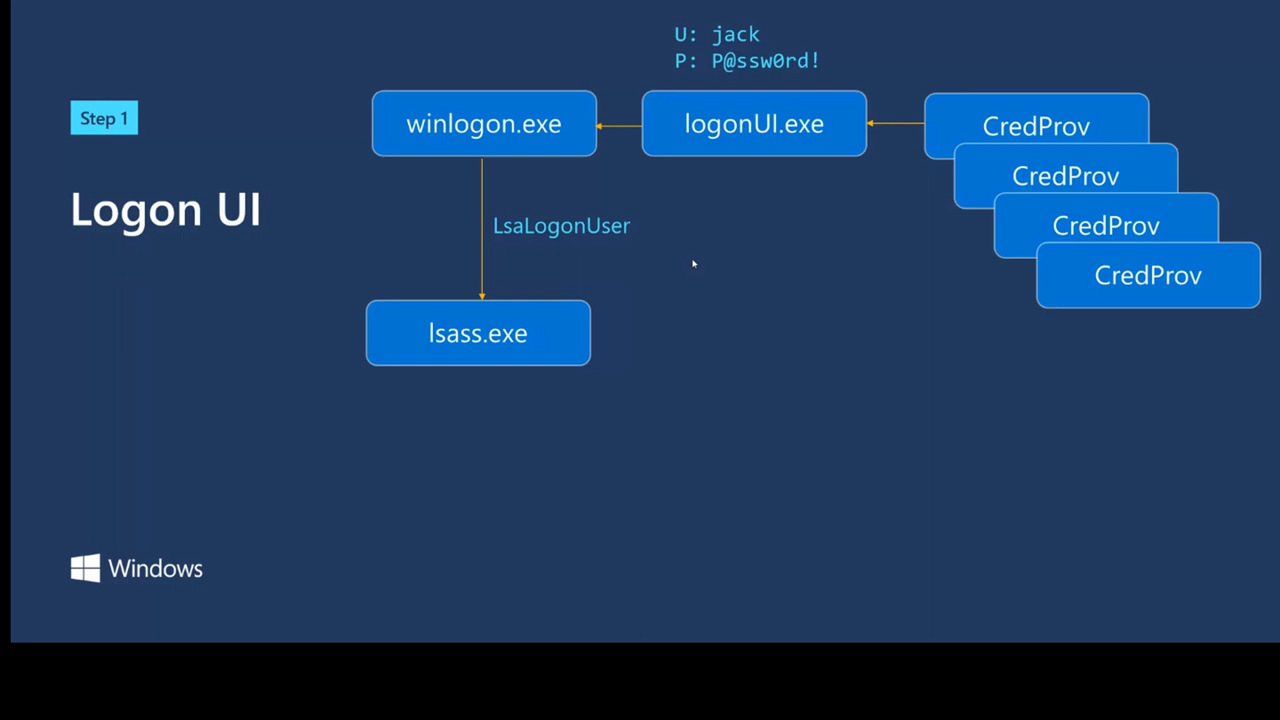 U: jack
P: P@ssw0rd!
Step 1
winlogon.exe
logonUI.exe
CredProv
CredProv
CredProv
CredProv
Logon UI
LsaLogonUser
lsass.exe
Windows